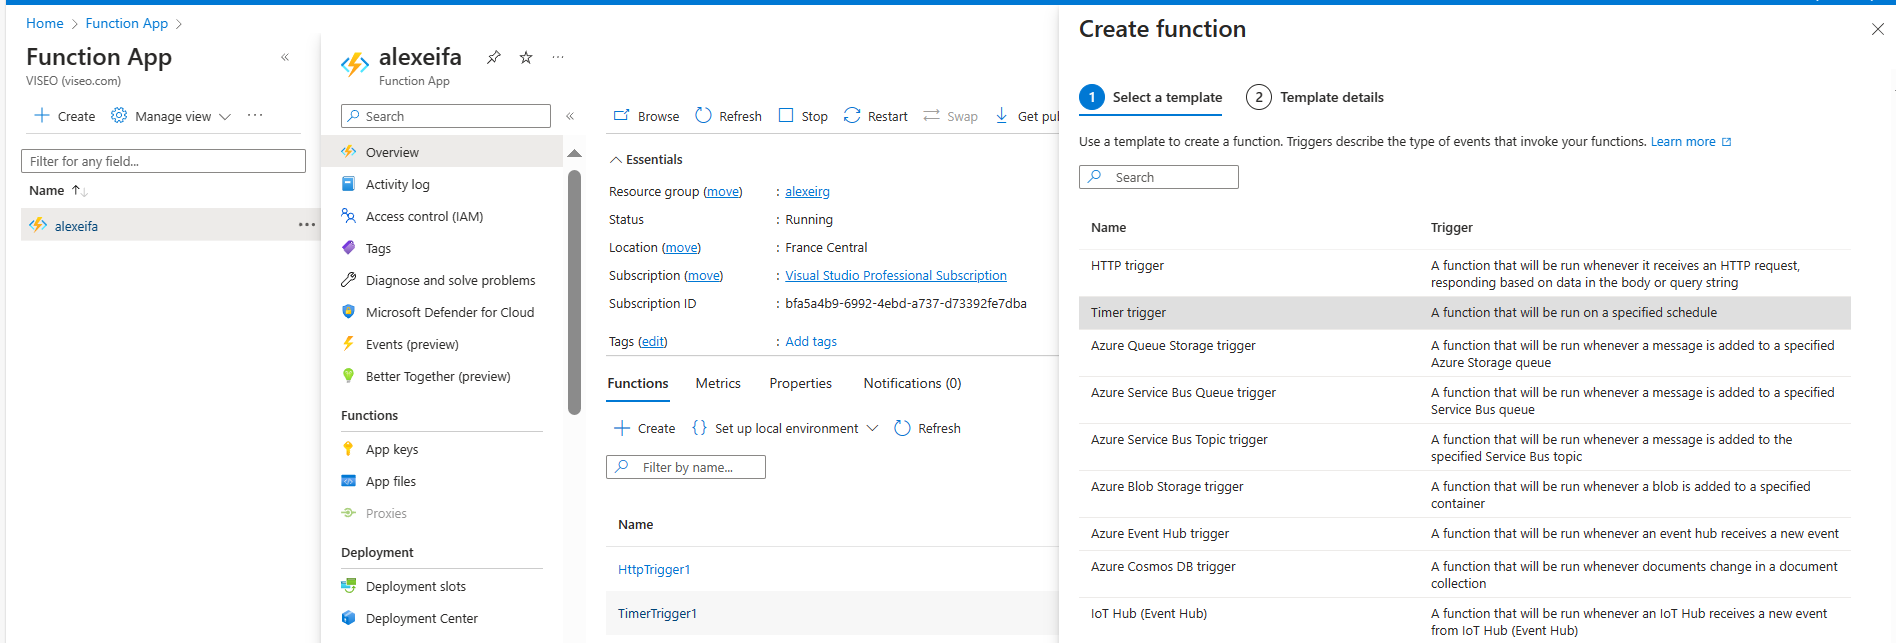 Home > Function App >
Function App
VISEO (viseo.com)
Create
Manage view
Filter for any field...
Name
alexeifa
alexeifa
Function App
Search
Overview
Activity log
Access control (IAM)
Tags
Diagnose and solve problems
Microsoft Defender for Cloud
Events (preview)
Better Together (preview)
Functions
App keys
App files
Proxies
Deployment
Deployment slots
Deployment Center
Browse
Refresh
Stop
Restart
Swap
Get pu
Essentials
Resource group (move) : alexeirg
Status : Running
Location (move) : France Central
Subscription (move) : Visual Studio Professional Subscription
Subscription ID : bfa5a4b9-6992-4ebd-a737-d73392fe7dba
Tags (edit) : Add tags
Functions
Metrics
Properties
Notifications (0)
Create
{} Set up local environment
Refresh
Filter by name...
Name
HttpTrigger1
TimerTrigger1
Create function
1 Select a template
2 Template details
Use a template to create a function. Triggers describe the type of events that invoke your functions. Learn more
Search
Name
Trigger
HTTP trigger
A function that will be run whenever it receives an HTTP request,
responding based on data in the body or query string
Timer trigger
A function that will be run on a specified schedule
Azure Queue Storage trigger
A function that will be run whenever a message is added to a specified
Azure Storage queue
Azure Service Bus Queue trigger
A function that will be run whenever a message is added to a specified
Service Bus queue
Azure Service Bus Topic trigger
A function that will be run whenever a message is added to the
specified Service Bus topic
Azure Blob Storage trigger
A function that will be run whenever a blob is added to a specified
container
Azure Event Hub trigger
A function that will be run whenever an event hub receives a new event
Azure Cosmos DB trigger
A function that will be run whenever documents change in a document
collection
IoT Hub (Event Hub)
A function that will be run whenever an IoT Hub receives a new event
from IoT Hub (Event Hub)